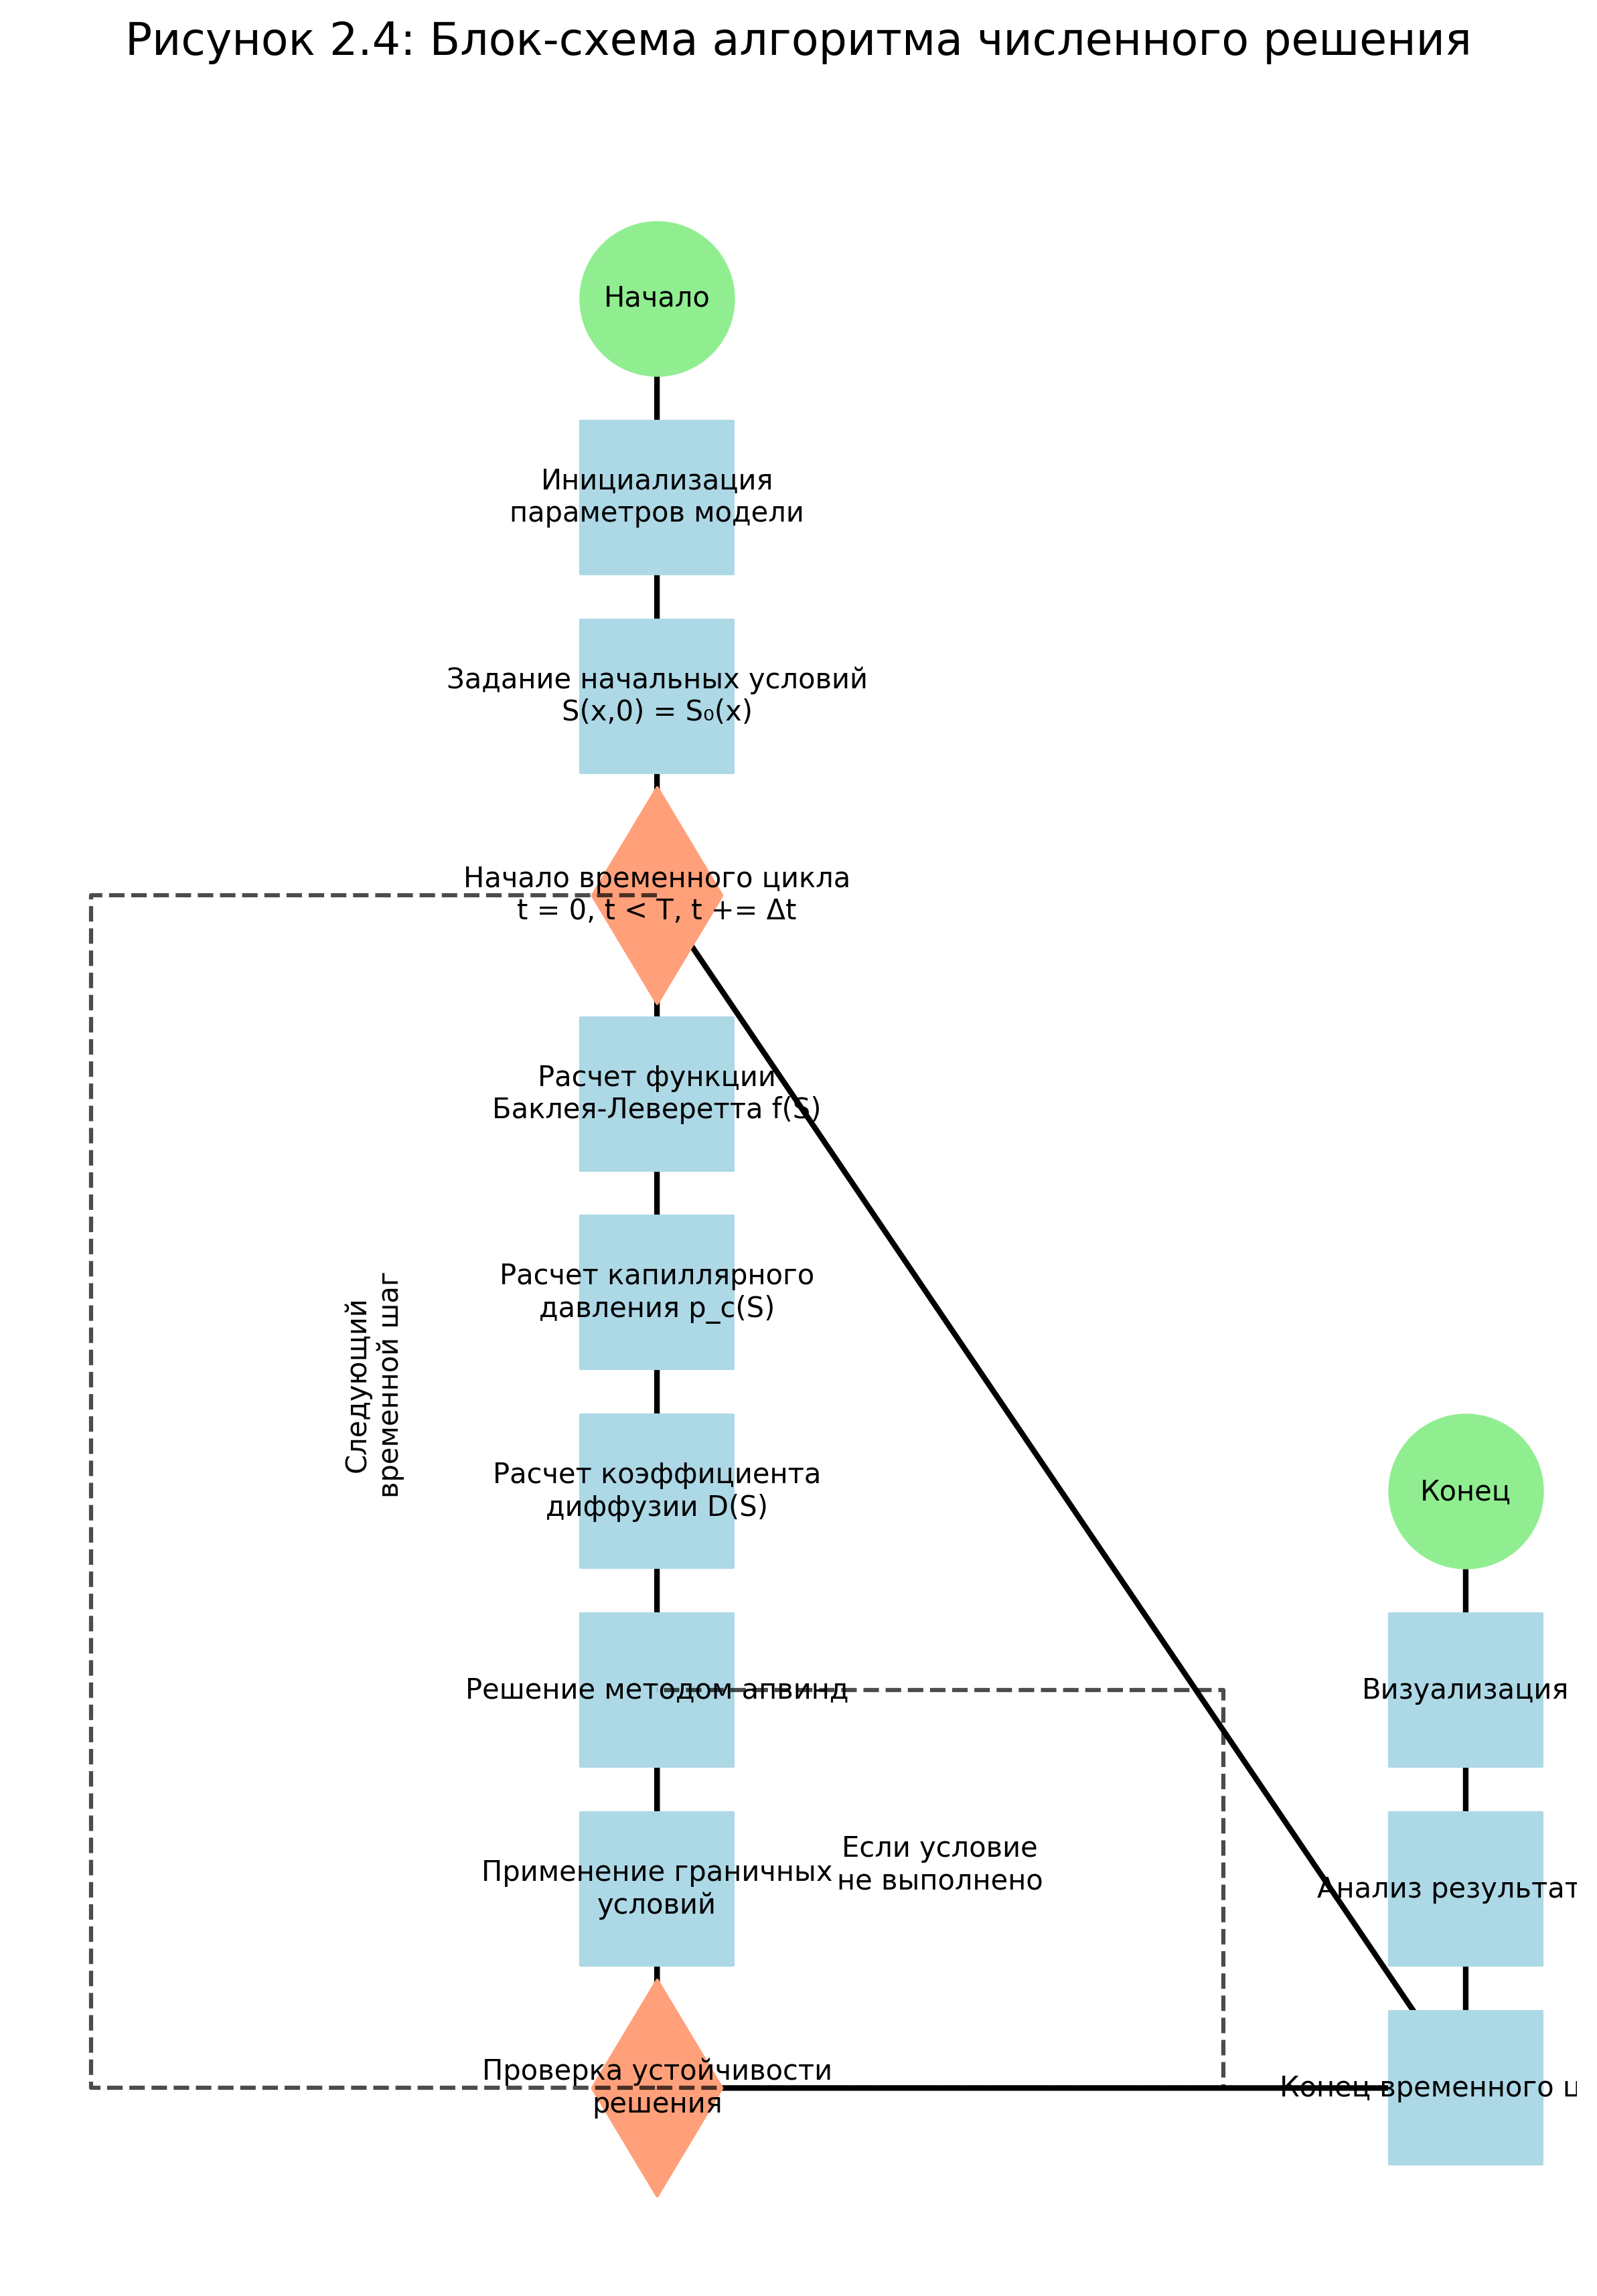 Рисунок 2.4: Блок-схема алгоритма численного решения
Начало
Инициализация
параметров модели
Задание начальных условий
S(x,0) = S₀(x)
Начало временного цикла
t = 0, t < T, t += Δt
Расчет функции
Баклея-Леверетта f(S)
Расчет капиллярного
давления p_c(S)
Следующий
временной шаг
Расчет коэффициента
диффузии D(S)
Конец
Решение методом апвинд
Визуализация
Если условие
не выполнено
Применение граничных
условий
Анализ результат
Проверка устойчивости
решения
Конец временного ц